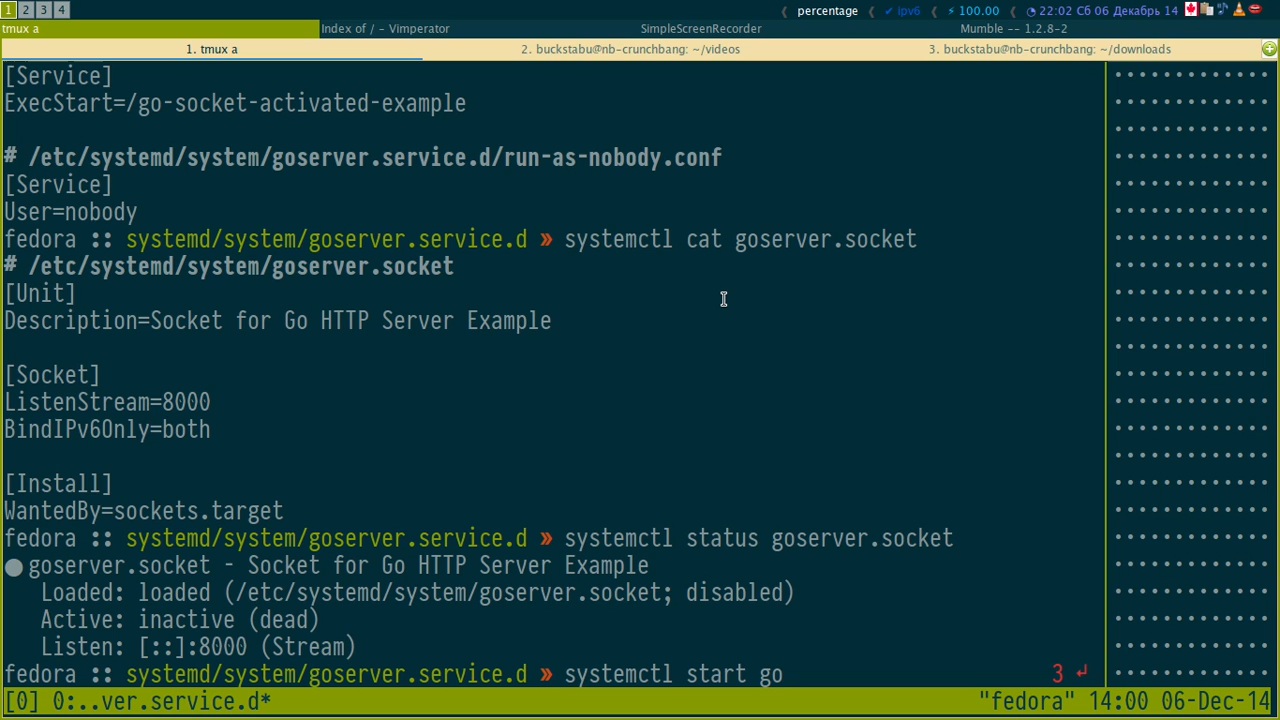 1 2 3 4 percentage ✔ ipv6 ⚡ 100.00 22:02 Сб 06 Декабрь 14
tmux a Index of / - Vimperator SimpleScreenRecorder Mumble -- 1.2.8-2
1. tmux a 2. buckstabu@nb-crunchbang: ~/videos 3. buckstabu@nb-crunchbang: ~/downloads
[Service]
ExecStart=/go-socket-activated-example
# /etc/systemd/system/goserver.service.d/run-as-nobody.conf
[Service]
User=nobody
fedora :: systemd/system/goserver.service.d » systemctl cat goserver.socket
# /etc/systemd/system/goserver.socket
[Unit]
Description=Socket for Go HTTP Server Example
[Socket]
ListenStream=8000
BindIPv6Only=both
[Install]
WantedBy=sockets.target
fedora :: systemd/system/goserver.service.d » systemctl status goserver.socket
● goserver.socket - Socket for Go HTTP Server Example
Loaded: loaded (/etc/systemd/system/goserver.socket; disabled)
Active: inactive (dead)
Listen: [::]:8000 (Stream)
fedora :: systemd/system/goserver.service.d » systemctl start go 3 ↵
[0] 0:..ver.service.d* "fedora" 14:00 06-Dec-14